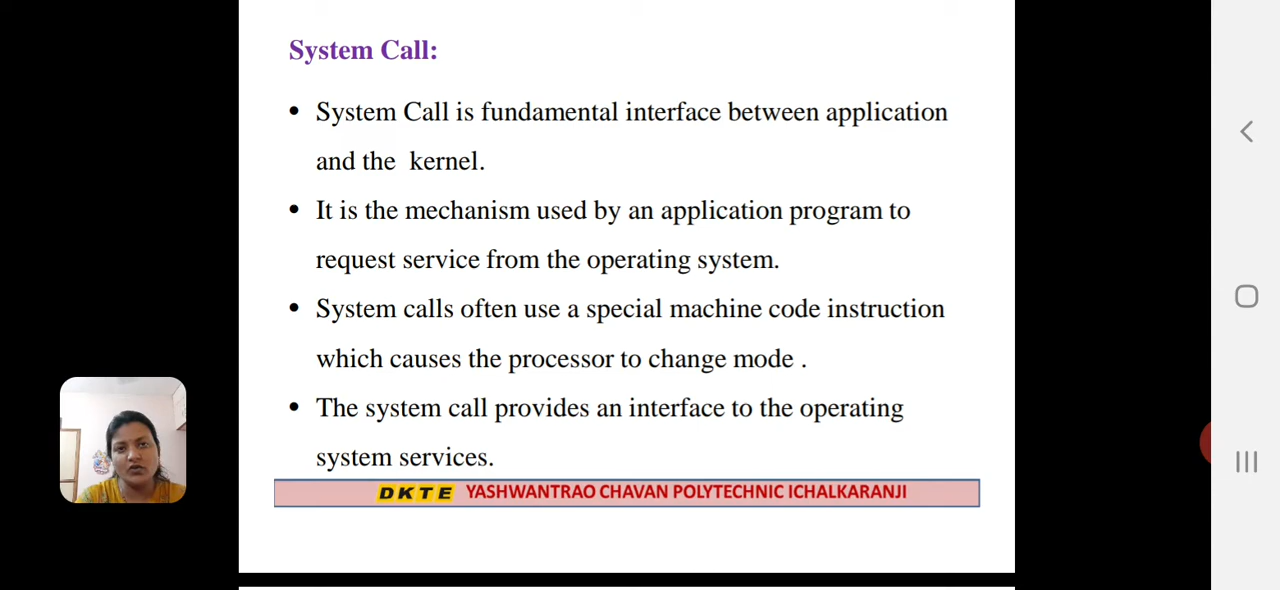 System Call:
• System Call is fundamental interface between application
and the kernel.
• It is the mechanism used by an application program to
request service from the operating system.
• System calls often use a special machine code instruction
which causes the processor to change mode .
• The system call provides an interface to the operating
system services.
DKTE YASHWANTRAO CHAVAN POLYTECHNIC ICHALKARANJI